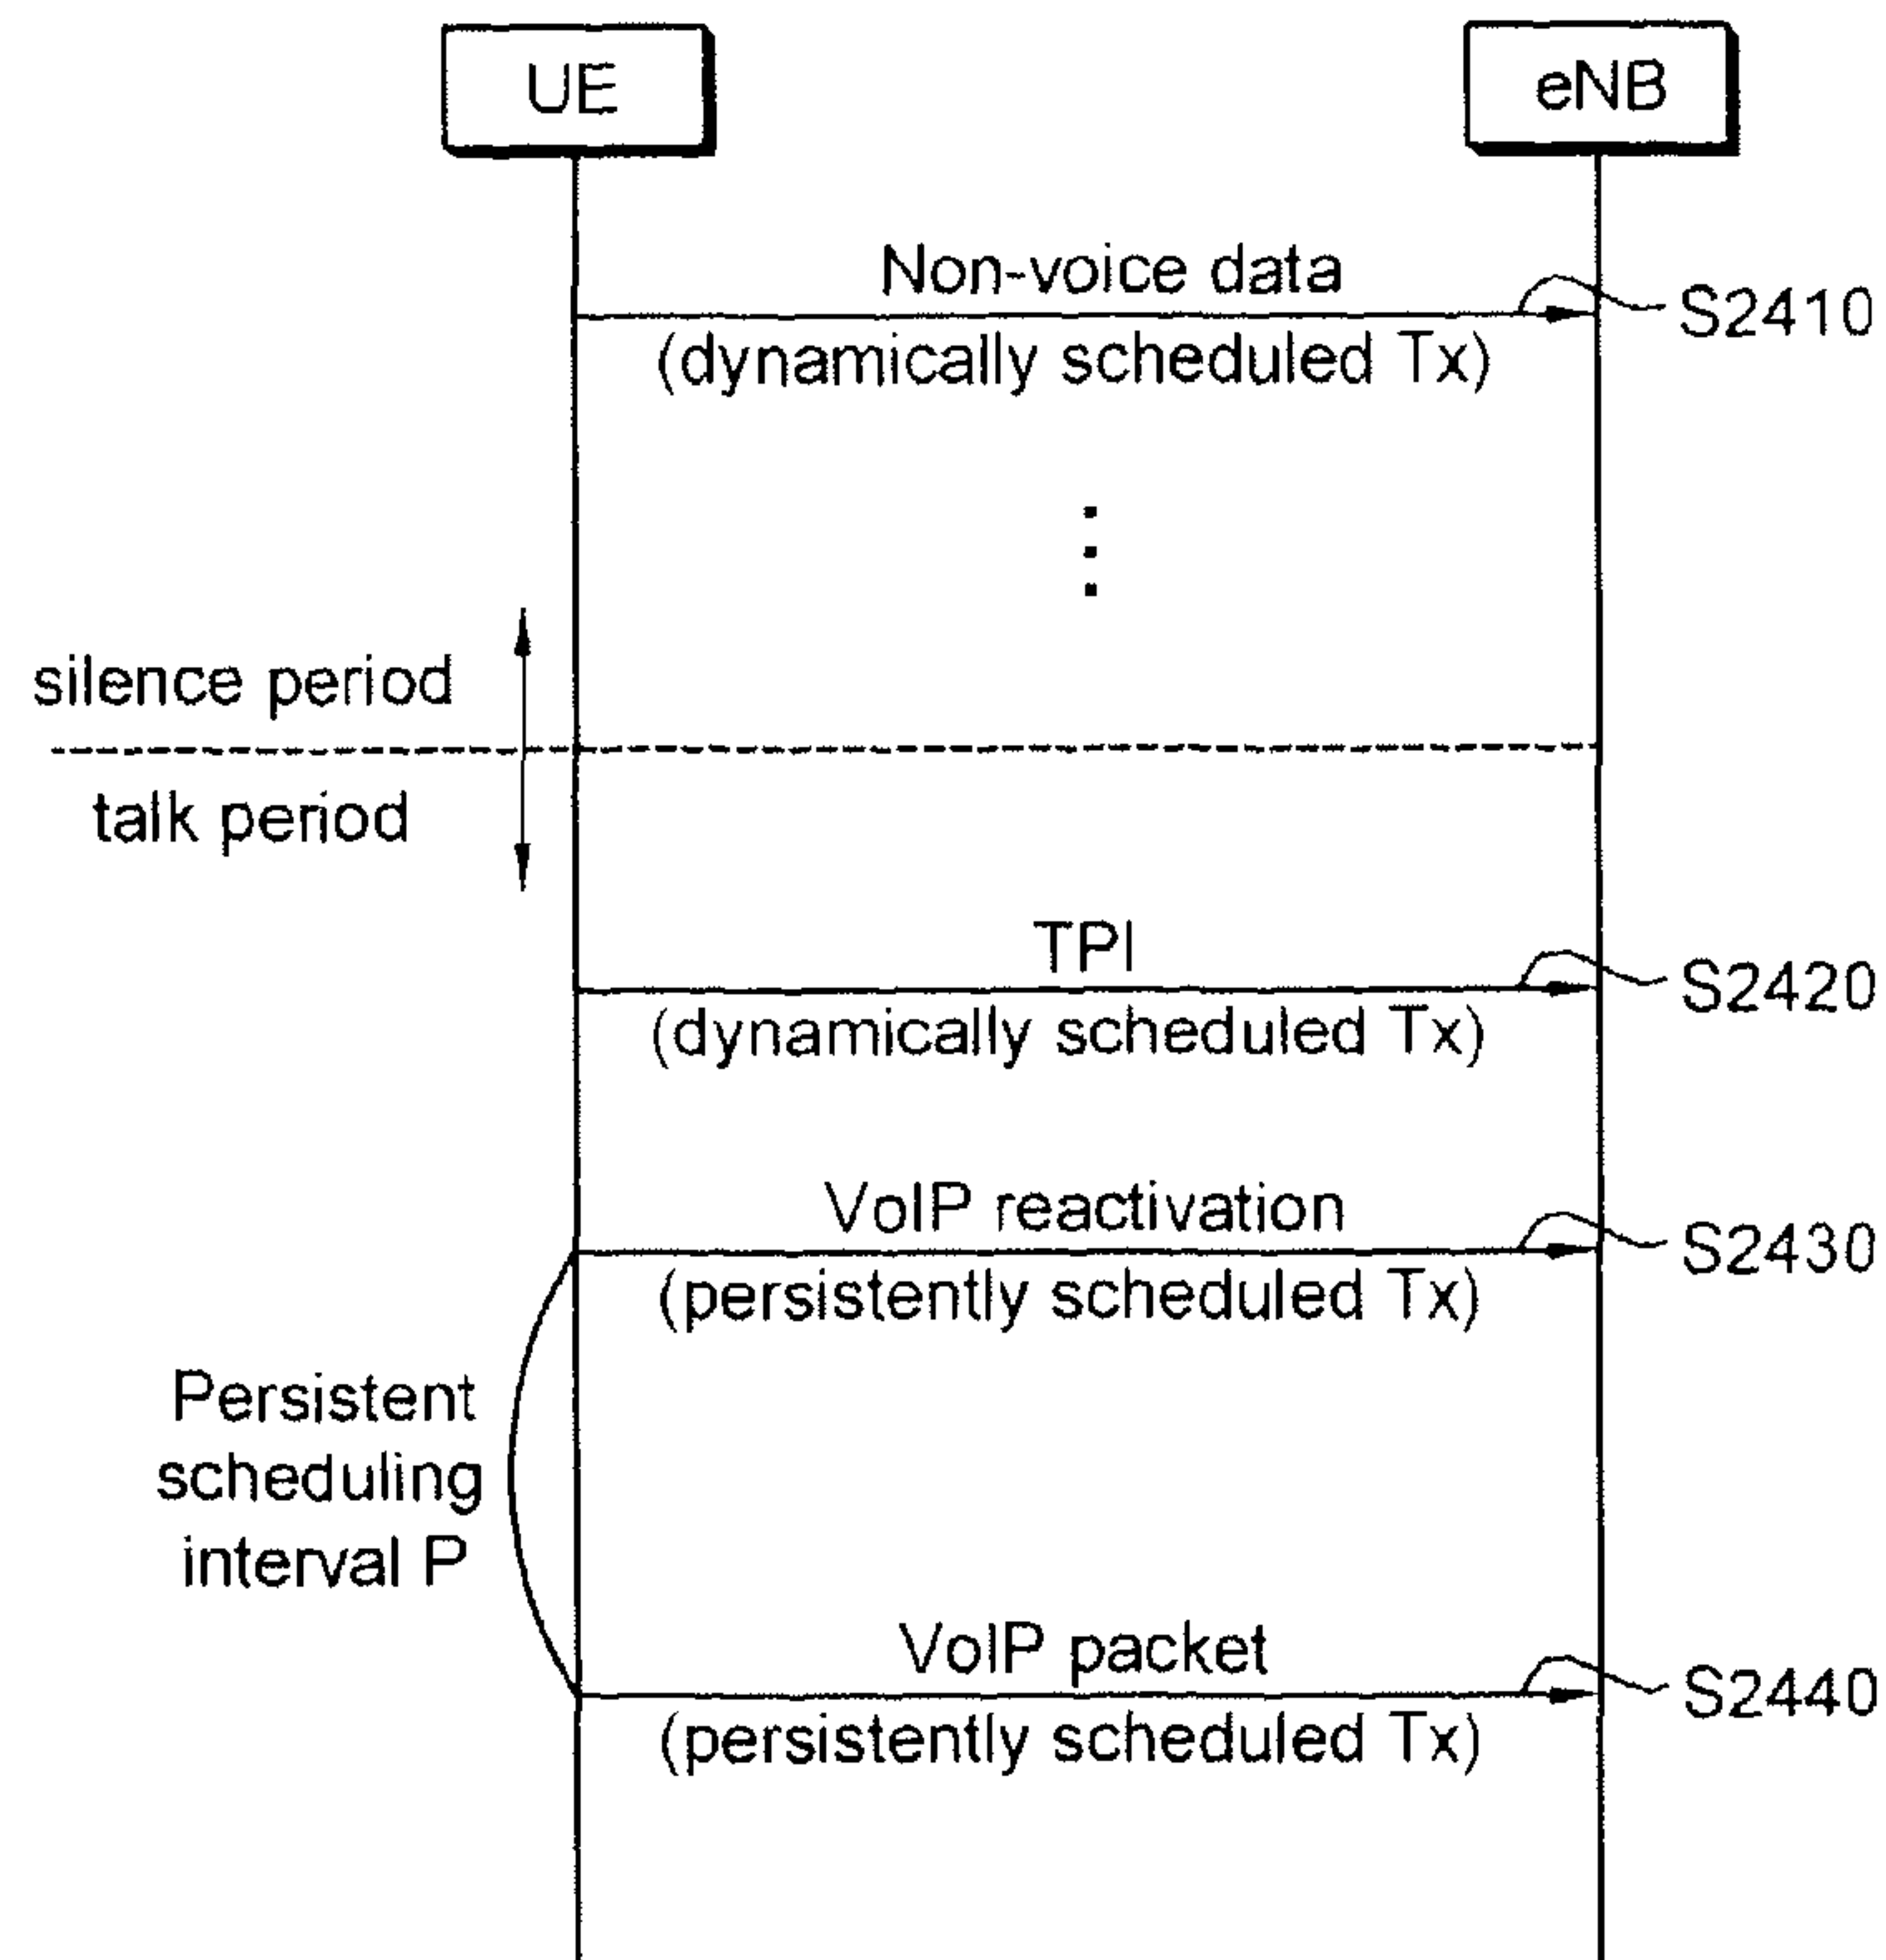 UE
eNB
Non-voice data
S2410
(dynamically scheduled Tx)
silence period
talk period
TPI
S2420
(dynamically scheduled Tx)
VoIP reactivation
S2430
(persistently scheduled Tx)
Persistent
scheduling
interval P
VoIP packet
S2440
(persistently scheduled Tx)